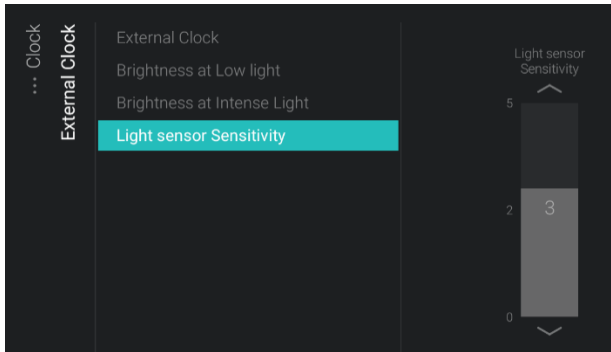 ... Clock
External Clock
External Clock
Brightness at Low light
Brightness at Intense Light
Light sensor Sensitivity
Light sensor
Sensitivity
5
3
2
0